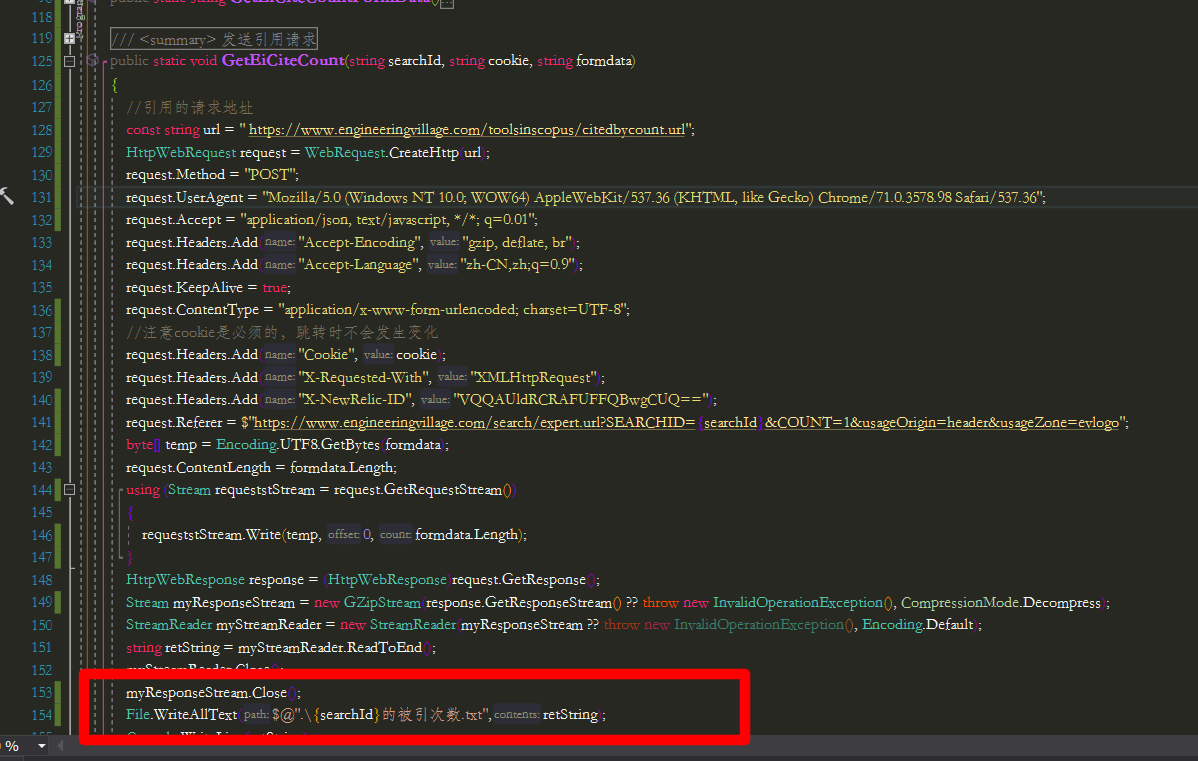 118 public static string GetEiCiteCountFormData()...
119 /// <summary> 发送引用请求
125 public static void GetEiCiteCount(string searchId, string cookie, string formdata)
126 {
127 //引用的请求地址
128 const string url = " https://www.engineeringvillage.com/toolsinscopus/citedbycount.url";
129 HttpWebRequest request = WebRequest.CreateHttp(url);
130 request.Method = "POST";
131 request.UserAgent = "Mozilla/5.0 (Windows NT 10.0; WOW64) AppleWebKit/537.36 (KHTML, like Gecko) Chrome/71.0.3578.98 Safari/537.36";
132 request.Accept = "application/json, text/javascript, */*; q=0.01";
133 request.Headers.Add(name: "Accept-Encoding", value: "gzip, deflate, br");
134 request.Headers.Add(name: "Accept-Language", value: "zh-CN,zh;q=0.9");
135 request.KeepAlive = true;
136 request.ContentType = "application/x-www-form-urlencoded; charset=UTF-8";
137 //注意cookie是必须的，跳转时不会发生变化
138 request.Headers.Add(name: "Cookie", value: cookie);
139 request.Headers.Add(name: "X-Requested-With", value: "XMLHttpRequest");
140 request.Headers.Add(name: "X-NewRelic-ID", value: "VQQAUldRCRAFUFFQBwgCUQ==");
141 request.Referer = $"https://www.engineeringvillage.com/search/expert.url?SEARCHID={searchId}&COUNT=1&usageOrigin=header&usageZone=evlogo";
142 byte[] temp = Encoding.UTF8.GetBytes(formdata);
143 request.ContentLength = formdata.Length;
144 using (Stream requeststStream = request.GetRequestStream())
145 {
146 requeststStream.Write(temp, offset: 0, count: formdata.Length);
147 }
148 HttpWebResponse response = (HttpWebResponse)request.GetResponse();
149 Stream myResponseStream = new GZipStream(response.GetResponseStream() ?? throw new InvalidOperationException(), CompressionMode.Decompress);
150 StreamReader myStreamReader = new StreamReader(myResponseStream ?? throw new InvalidOperationException(), Encoding.Default);
151 string retString = myStreamReader.ReadToEnd();
152 myStreamReader.Close();
153 myResponseStream.Close();
154 File.WriteAllText(path: $@".\{searchId}的被引次数.txt", contents: retString);
%